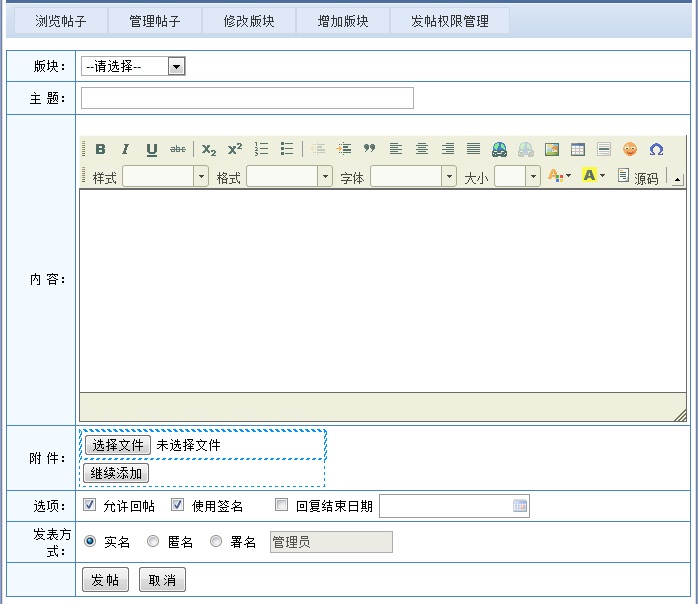 浏览帖子 管理帖子 修改版块 增加版块 发帖权限管理
版块： --请选择--
主 题：
B I U abc X₂ X²
样式 格式 字体 大小 A A 源码
内 容：
选择文件 未选择文件
附 件：
继续添加
选项： 允许回帖 使用签名 回复结束日期
发表方式： 实名 匿名 署名 管理员
发 帖 取 消